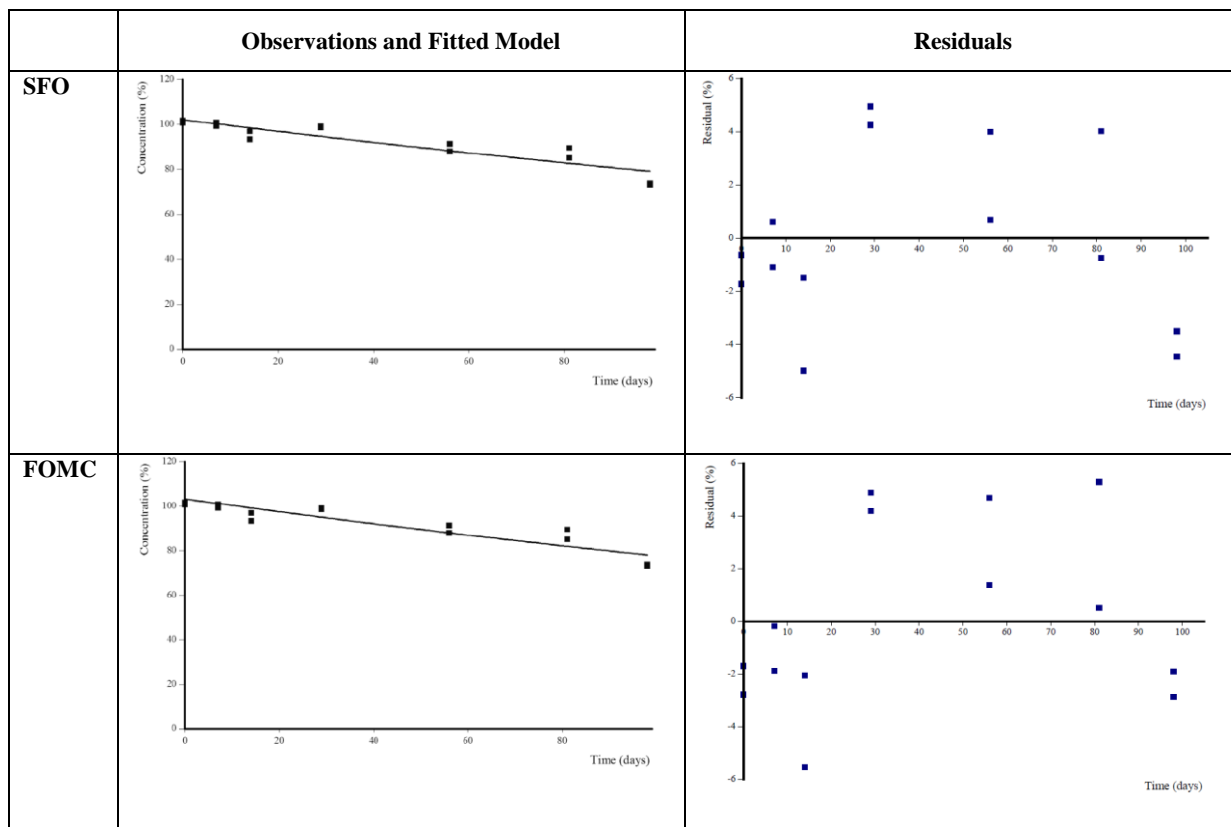 Observations and Fitted Model
Residuals
SFO
Concentration (%)
120
100
80
60
40
20
0
0 20 40 60 80
Time (days)
Residual (%)
6
4
2
0
-2
-4
-6
0 10 20 30 40 50 60 70 80 90 100
Time (days)
FOMC
Concentration (%)
120
100
80
60
40
20
0
0 20 40 60 80
Time (days)
Residual (%)
6
4
2
0
-2
-4
-6
0 10 20 30 40 50 60 70 80 90 100
Time (days)